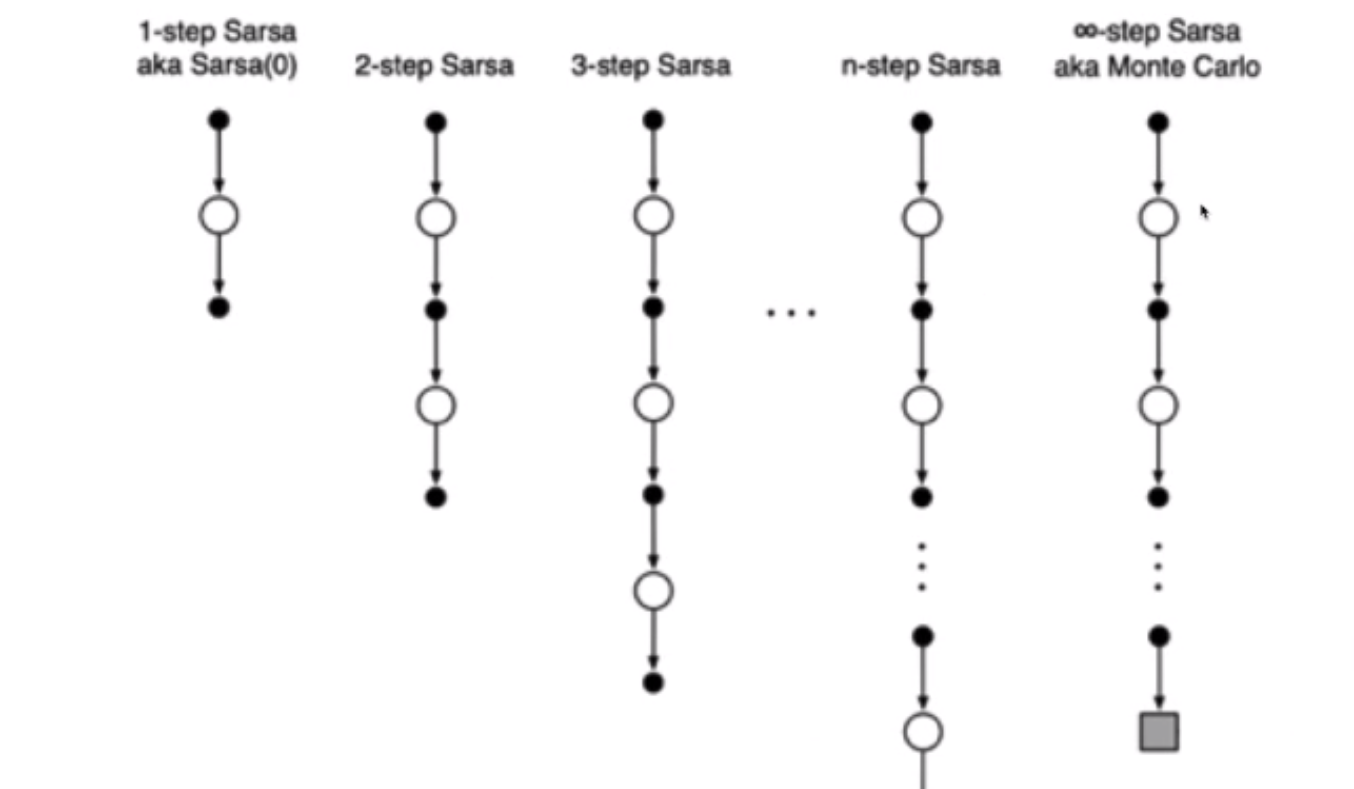 1-step Sarsa
aka Sarsa(0)
2-step Sarsa
3-step Sarsa
n-step Sarsa
∞-step Sarsa
aka Monte Carlo